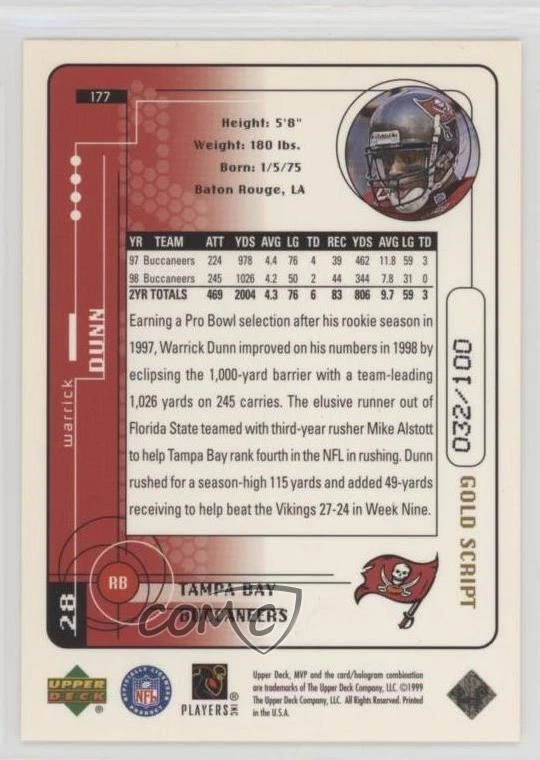 177
Height: 5'8"
Weight: 180 lbs.
Born: 1/5/75
Baton Rouge, LA
YR TEAM ATT YDS AVG LG TD REC YDS AVG LG TD
97 Buccaneers 224 978 4.4 76 4 39 462 11.8 59 3
98 Buccaneers 245 1026 4.2 50 2 44 344 7.8 31 0
2YR TOTALS 469 2004 4.3 76 6 83 806 9.7 59 3
Earning a Pro Bowl selection after his rookie season in
1997, Warrick Dunn improved on his numbers in 1998 by
eclipsing the 1,000-yard barrier with a team-leading
1,026 yards on 245 carries. The elusive runner out of
Florida State teamed with third-year rusher Mike Alstott
to help Tampa Bay rank fourth in the NFL in rushing. Dunn
rushed for a season-high 115 yards and added 49-yards
receiving to help beat the Vikings 27-24 in Week Nine.
warrick
DUNN
032/100
GOLD SCRIPT
28
RB
TAMPA BAY
BUCCANEERS
COMC
UPPER
DECK
®
OFFICIALLY LICENSED
NFL
PRODUCT
PLAYERS INC
®
Upper Deck, MVP and the card/hologram combination
are trademarks of The Upper Deck Company, LLC. ©1999
The Upper Deck Company, LLC. All Rights Reserved. Printed
in the U.S.A.